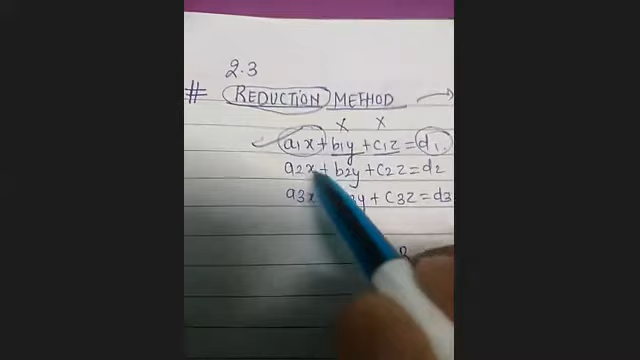 2.3
# REDUCTION METHOD →
x x
✓ a1x + b1y + c1z = d1.
a2x + b2y + c2z = d2
a3x y + c3z = d3